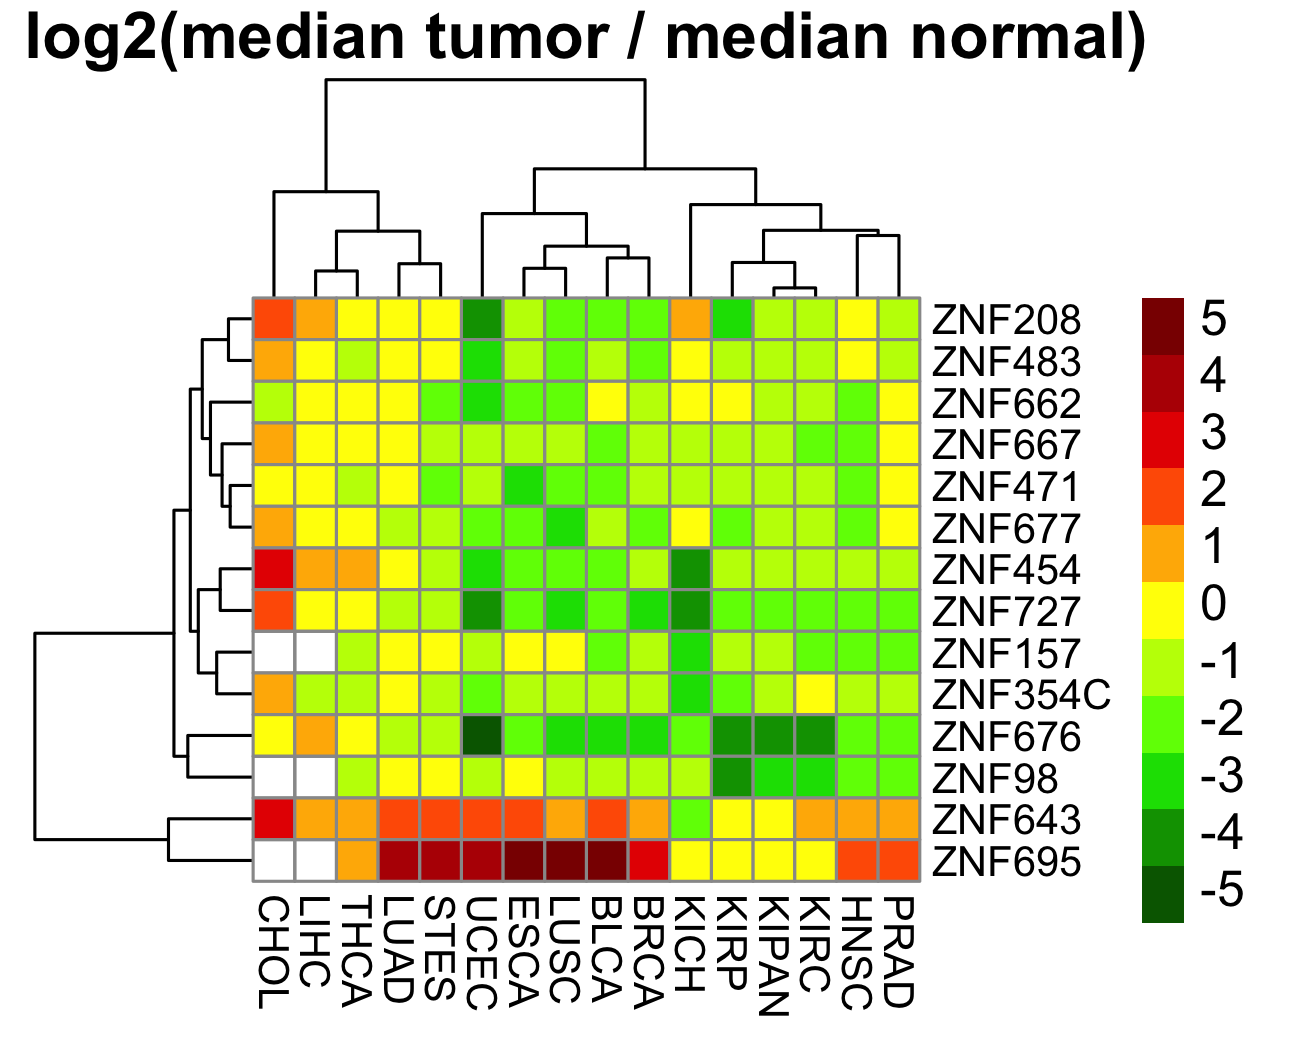 log2(median tumor / median normal)
ZNF208
ZNF483
ZNF662
ZNF667
ZNF471
ZNF677
ZNF454
ZNF727
ZNF157
ZNF354C
ZNF676
ZNF98
ZNF643
ZNF695
5
4
3
2
1
0
-1
-2
-3
-4
-5
CHOL
LIHC
THCA
LUAD
STES
UCEC
ESCA
LUSC
BLCA
BRCA
KICH
KIRP
KIPAN
KIRC
HNSC
PRAD